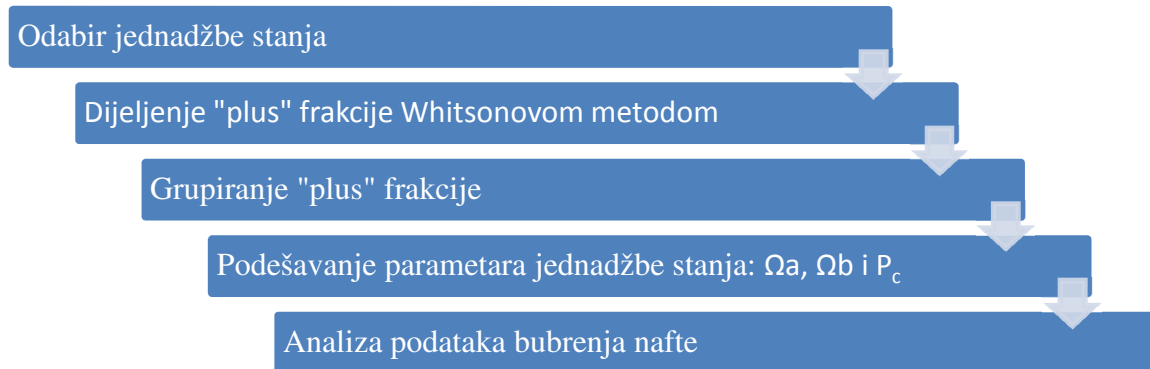 Odabir jednadžbe stanja
Dijeljenje "plus" frakcije Whitsonovom metodom
Grupiranje "plus" frakcije
Podešavanje parametara jednadžbe stanja: Ωa, Ωb i Pc
Analiza podataka bubrenja nafte